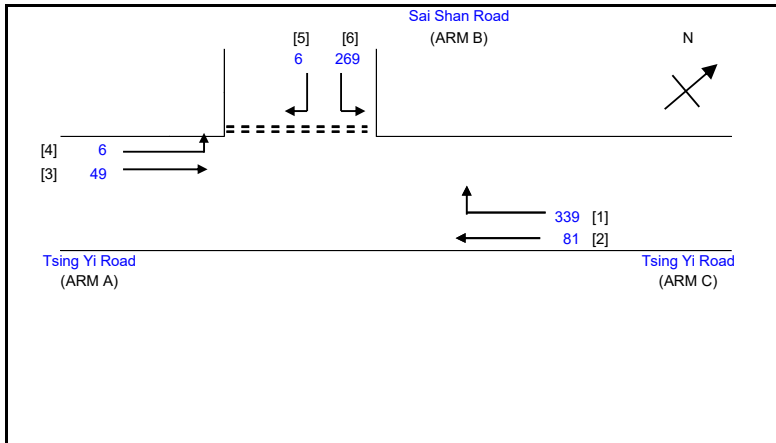 Sai Shan Road
[5] [6] (ARM B) N
6 269
[4] 6
[3] 49
339 [1]
81 [2]
Tsing Yi Road Tsing Yi Road
(ARM A) (ARM C)